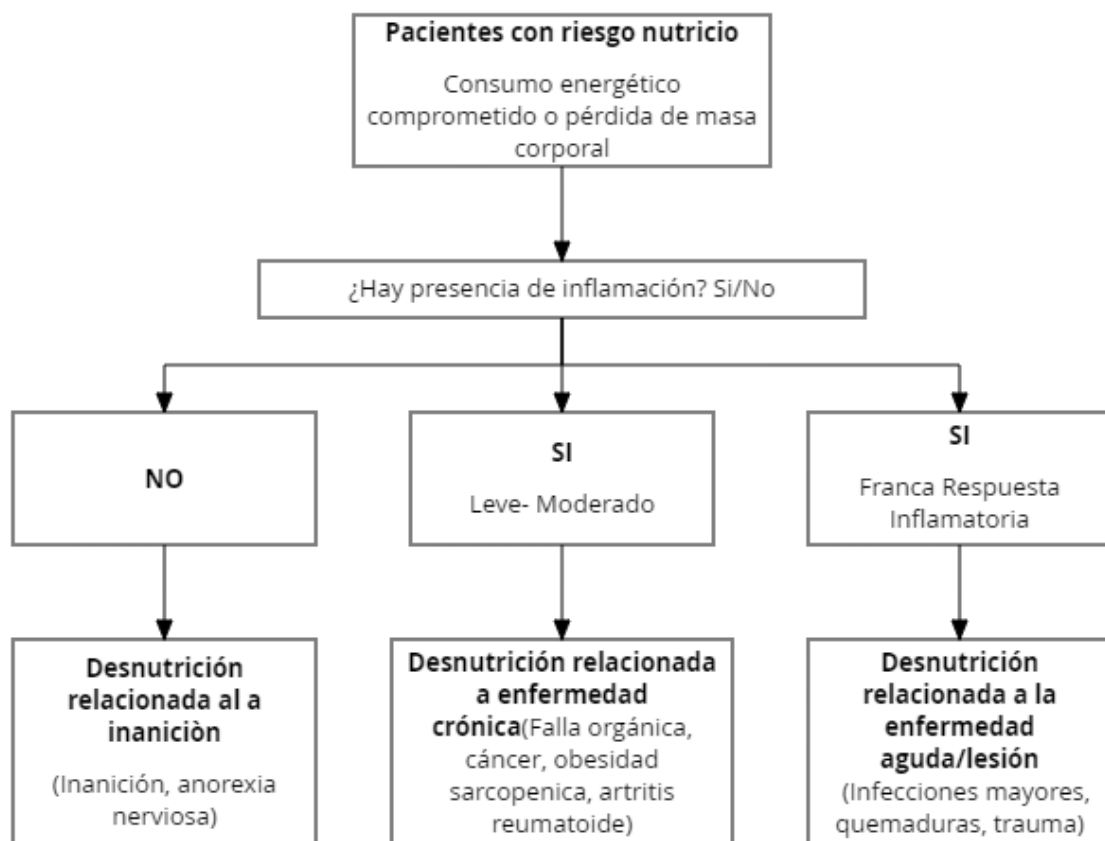 Pacientes con riesgo nutricio
Consumo energético
comprometido o pérdida de masa
corporal
¿Hay presencia de inflamación? Si/No
NO
SI
Leve- Moderado
SI
Franca Respuesta
Inflamatoria
Desnutrición
relacionada al a
inaniciòn
(Inanición, anorexia
nerviosa)
Desnutrición relacionada
a enfermedad
crónica(Falla orgánica,
cáncer, obesidad
sarcopenica, artritis
reumatoide)
Desnutrición
relacionada a la
enfermedad
aguda/lesión
(Infecciones mayores,
quemaduras, trauma)